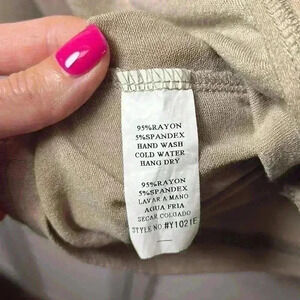 95%RAYON
5%SPANDEX
HAND WASH
COLD WATER
HANG DRY
95%RAYON
5%SPANDEX
LAVAR A MANO
AGUA FRIA
SECAR COLGADO
STYLE NO:#Y1021E